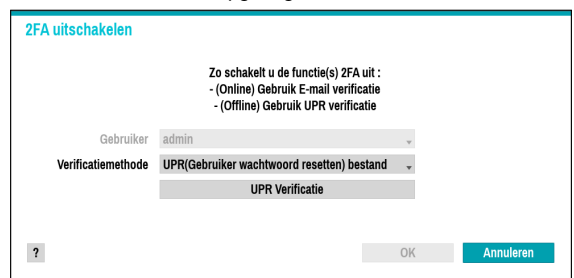 2FA uitschakelen
Zo schakelt u de functie(s) 2FA uit :
- (Online) Gebruik E-mail verificatie
- (Offline) Gebruik UPR verificatie
Gebruiker admin
Verificatiemethode UPR(Gebruiker wachtwoord resetten) bestand
UPR Verificatie
? OK Annuleren